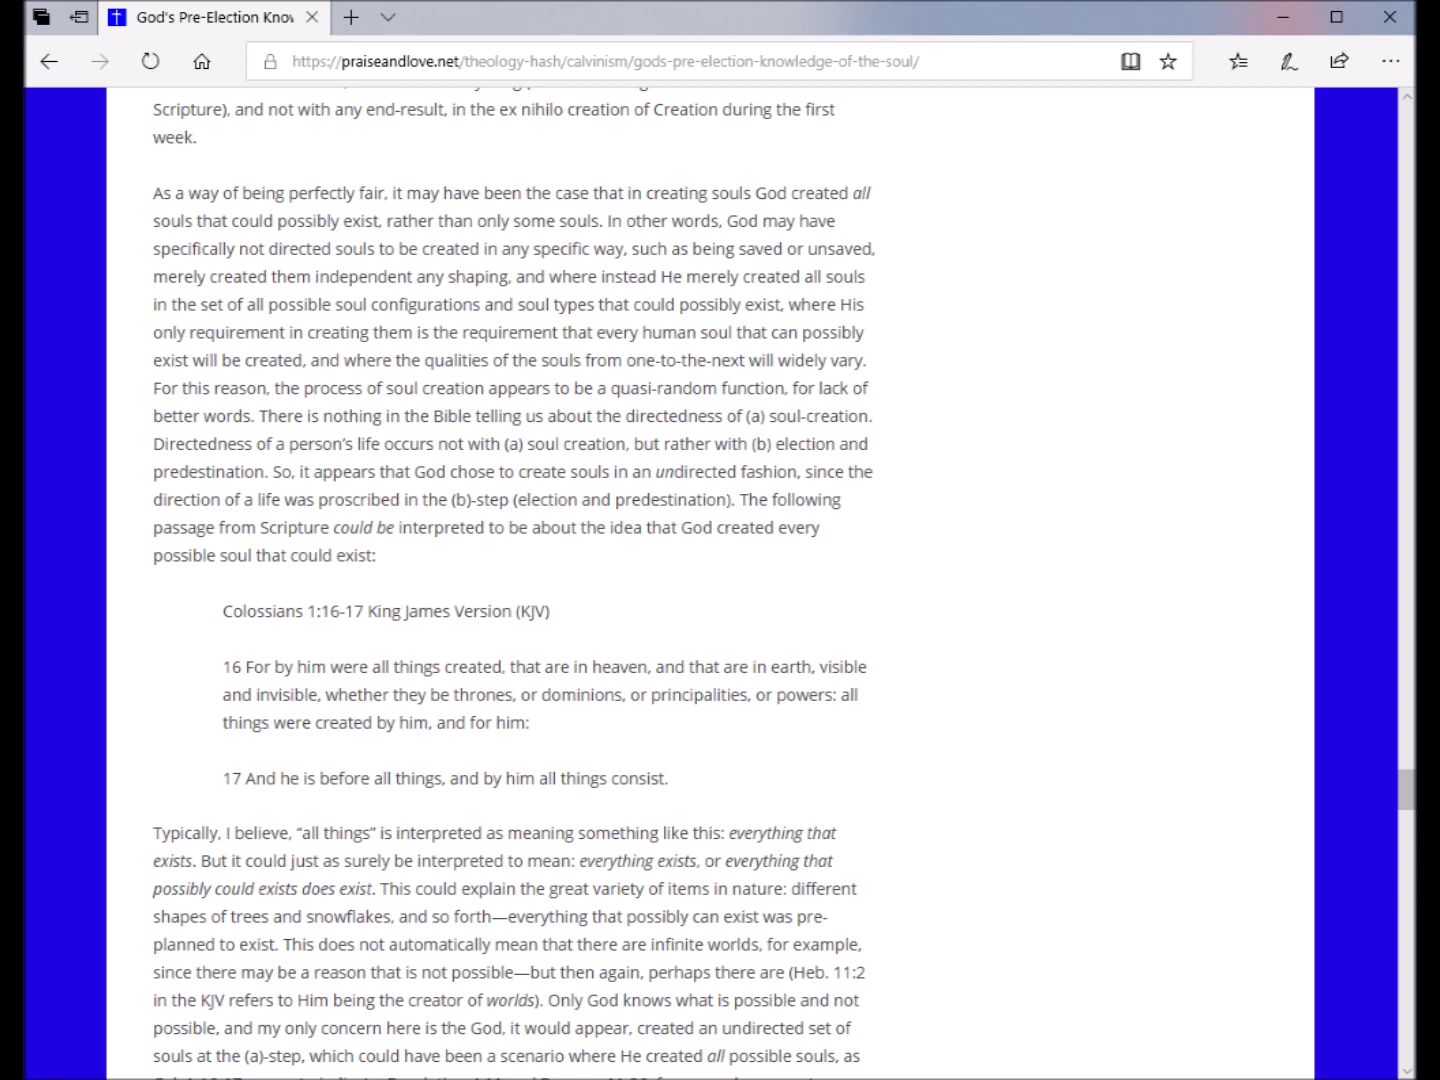 God's Pre-Election Kno
https://praiseandlove.net/theology-hash/calvinism/gods-pre-election-knowledge-of-the-soul/
Scripture), and not with any end-result, in the ex nihilo creation of Creation during the first
week.
As a way of being perfectly fair, it may have been the case that in creating souls God created all
souls that could possibly exist, rather than only some souls. In other words, God may have
specifically not directed souls to be created in any specific way, such as being saved or unsaved,
merely created them independent any shaping, and where instead He merely created all souls
in the set of all possible soul configurations and soul types that could possibly exist, where His
only requirement in creating them is the requirement that every human soul that can possibly
exist will be created, and where the qualities of the souls from one-to-the-next will widely vary.
For this reason, the process of soul creation appears to be a quasi-random function, for lack of
better words. There is nothing in the Bible telling us about the directedness of (a) soul-creation.
Directedness of a person's life occurs not with (a) soul creation, but rather with (b) election and
predestination. So, it appears that God chose to create souls in an undirected fashion, since the
direction of a life was proscribed in the (b)-step (election and predestination). The following
passage from Scripture could be interpreted to be about the idea that God created every
possible soul that could exist:
Colossians 1:16-17 King James Version (KJV)
16 For by him were all things created, that are in heaven, and that are in earth, visible
and invisible, whether they be thrones, or dominions, or principalities, or powers: all
things were created by him, and for him:
17 And he is before all things, and by him all things consist.
Typically, I believe, “all things” is interpreted as meaning something like this: everything that
exists. But it could just as surely be interpreted to mean: everything exists, or everything that
possibly could exists does exist. This could explain the great variety of items in nature: different
shapes of trees and snowflakes, and so forth—everything that possibly can exist was pre-
planned to exist. This does not automatically mean that there are infinite worlds, for example,
since there may be a reason that is not possible—but then again, perhaps there are (Heb. 11:2
in the KJV refers to Him being the creator of worlds). Only God knows what is possible and not
possible, and my only concern here is the God, it would appear, created an undirected set of
souls at the (a)-step, which could have been a scenario where He created all possible souls, as